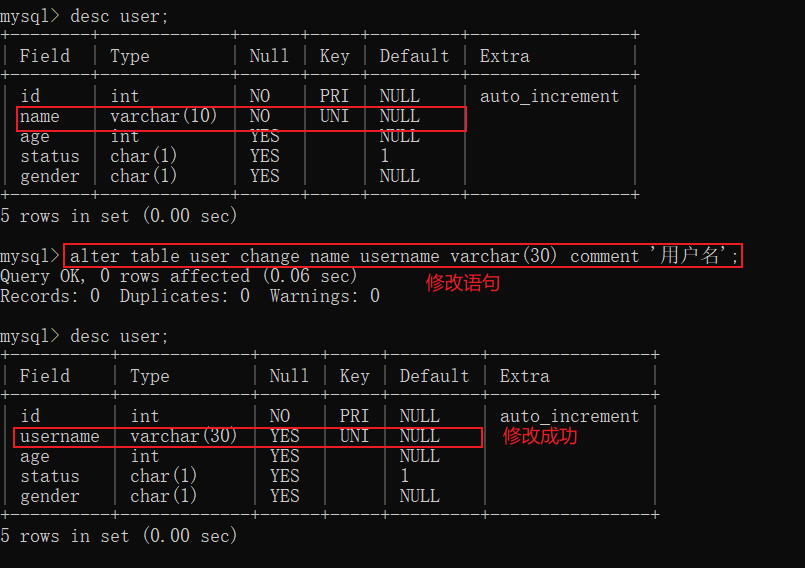 mysql> desc user;
+--------+-------------+------+-----+---------+----------------+
| Field | Type | Null | Key | Default | Extra |
+--------+-------------+------+-----+---------+----------------+
| id | int | NO | PRI | NULL | auto_increment |
| name | varchar(10) | NO | UNI | NULL | |
| age | int | YES | | NULL | |
| status | char(1) | YES | | 1 | |
| gender | char(1) | YES | | NULL | |
+--------+-------------+------+-----+---------+----------------+
5 rows in set (0.00 sec)
mysql> alter table user change name username varchar(30) comment '用户名';
Query OK, 0 rows affected (0.06 sec)
修改语句
Records: 0 Duplicates: 0 Warnings: 0
mysql> desc user;
+----------+-------------+------+-----+---------+----------------+
| Field | Type | Null | Key | Default | Extra |
+----------+-------------+------+-----+---------+----------------+
| id | int | NO | PRI | NULL | auto_increment |
| username | varchar(30) | YES | UNI | NULL | | 修改成功
| age | int | YES | | NULL | |
| status | char(1) | YES | | 1 | |
| gender | char(1) | YES | | NULL | |
+----------+-------------+------+-----+---------+----------------+
5 rows in set (0.00 sec)